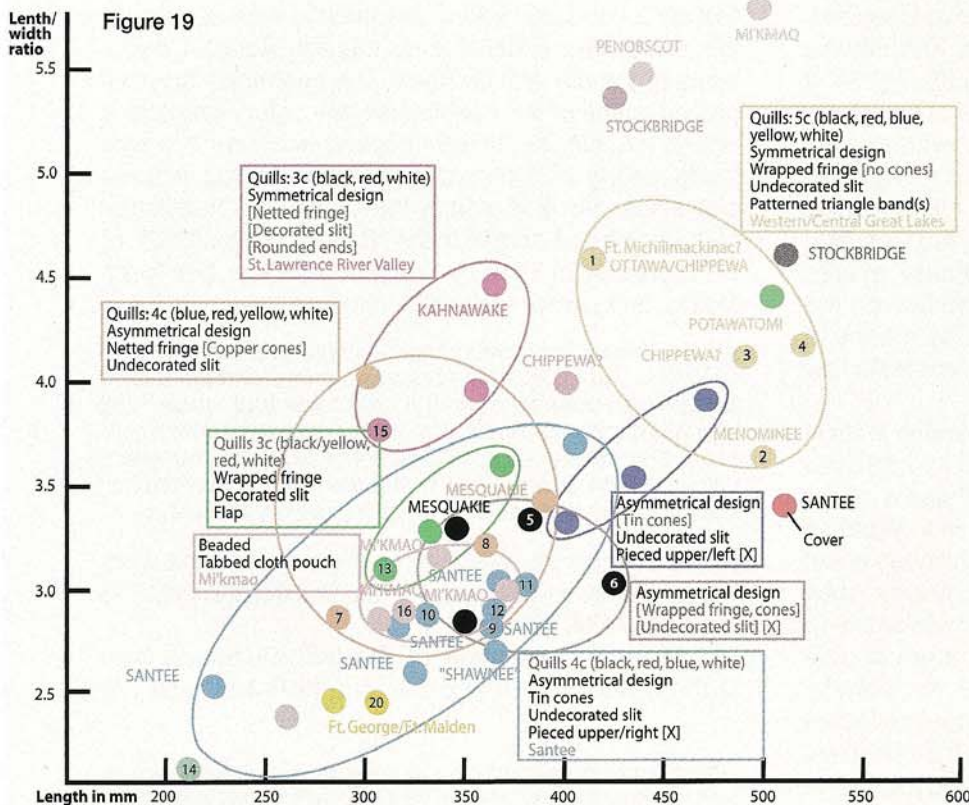 Lenth/
width
ratio
Figure 19
5.5
5.0
4.5
4.0
3.5
3.0
2.5
MI'KMAQ
PENOBSCOT
STOCKBRIDGE
Quills: 5c (black, red, blue,
yellow, white)
Symmetrical design
Wrapped fringe [no cones]
Undecorated slit
Patterned triangle band(s)
Western/Central Great Lakes
Quills: 3c (black, red, white)
Symmetrical design
[Netted fringe]
[Decorated slit]
[Rounded ends]
St. Lawrence River Valley
STOCKBRIDGE
1
Ft. Michilimackinac?
OTTAWA/CHIPPEWA
KAHNAWAKE
Quills: 4c (blue, red, yellow, white)
Asymmetrical design
Netted fringe [Copper cones]
Undecorated slit
POTAWATOMI
CHIPPEWA?
3
4
CHIPPEWA?
15
MENOMINEE
2
Quills 3c (black/yellow,
red, white)
Wrapped fringe
Decorated slit
Flap
MESQUAKIE
MESQUAKIE
5
Asymmetrical design
[Tin cones]
Undecorated slit
Pieced upper/left [X]
SANTEE
Cover
Beaded
Tabbed cloth pouch
Mi'kmaq
MI'KMAQ
8
13
SANTEE
11
6
MI'KMAQ
MI'KMAQ
Asymmetrical design
[Wrapped fringe, cones]
[Undecorated slit] [X]
7
16
10
12
9
SANTEE
SANTEE
SANTEE
SANTEE
"SHAWNEE"
Quills 4c (black, red, blue, white)
Asymmetrical design
Tin cones
Undecorated slit
Pieced upper/right [X]
Santee
20
Ft. George/Ft. Malden
14
Length in mm
200
250
300
350
400
450
500
550
600